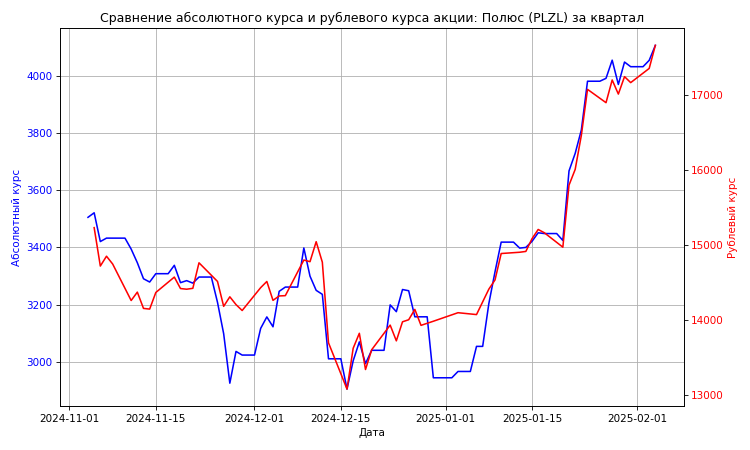 Сравнение абсолютного курса и рублевого курса акции: Полюс (PLZL) за квартал
Абсолютный курс
4000
3800
3600
3400
3200
3000
17000
16000
15000
14000
13000
Рублевый курс
2024-11-01 2024-11-15 2024-12-01 2024-12-15 2025-01-01 2025-01-15 2025-02-01
Дата